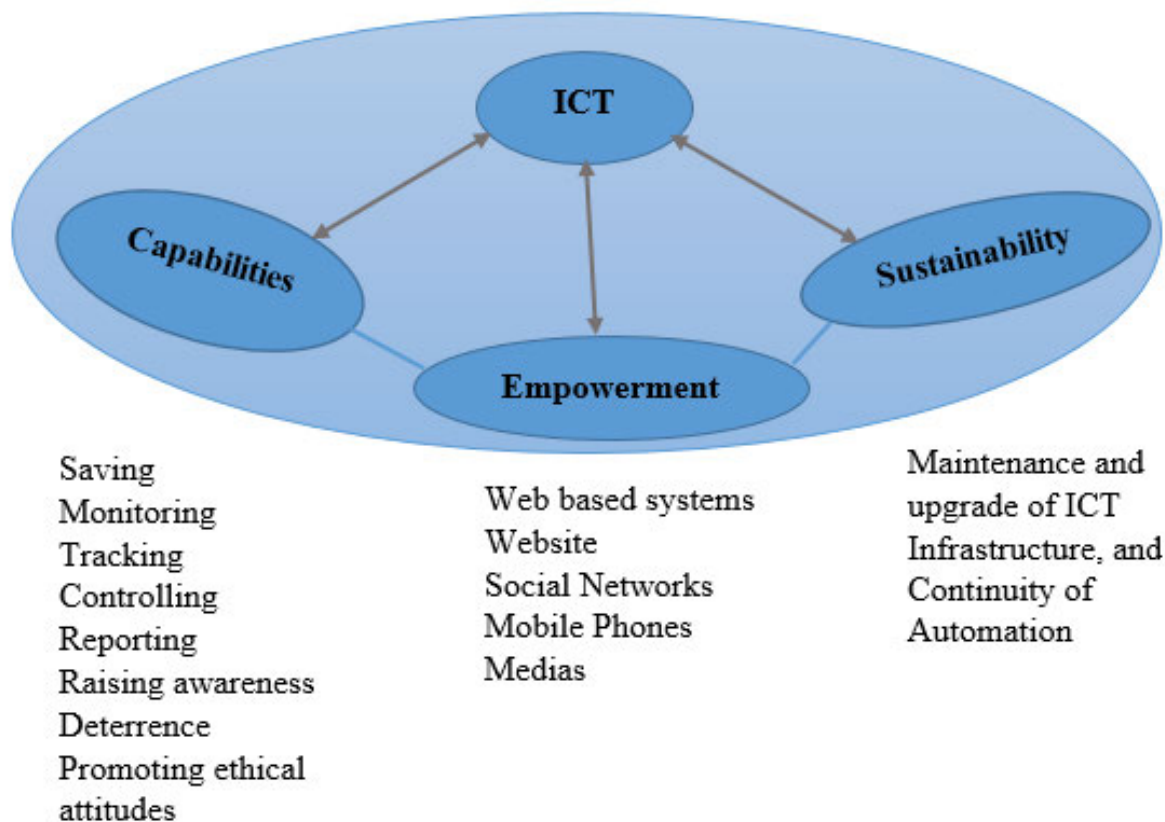 ICT
Capabilities
Sustainability
Empowerment
Saving
Monitoring
Tracking
Controlling
Reporting
Raising awareness
Deterrence
Promoting ethical
attitudes
Web based systems
Website
Social Networks
Mobile Phones
Medias
Maintenance and
upgrade of ICT
Infrastructure, and
Continuity of
Automation